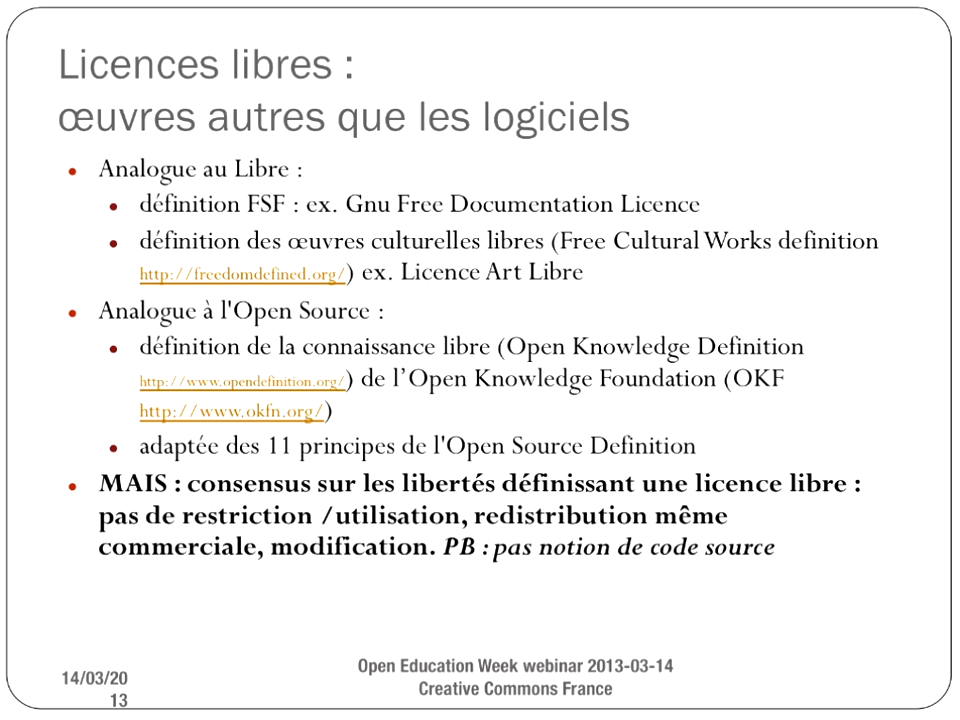 Licences libres :
œuvres autres que les logiciels
• Analogue au Libre :
• définition FSF : ex. Gnu Free Documentation Licence
• définition des œuvres culturelles libres (Free Cultural Works definition
http://freedomdefined.org/) ex. Licence Art Libre
• Analogue à l'Open Source :
• définition de la connaissance libre (Open Knowledge Definition
http://www.opendefinition.org/) de l’Open Knowledge Foundation (OKF
http://www.okfn.org/)
• adaptée des 11 principes de l'Open Source Definition
• MAIS : consensus sur les libertés définissant une licence libre :
pas de restriction /utilisation, redistribution même
commerciale, modification. PB : pas notion de code source
14/03/20
13
Open Education Week webinar 2013-03-14
Creative Commons France